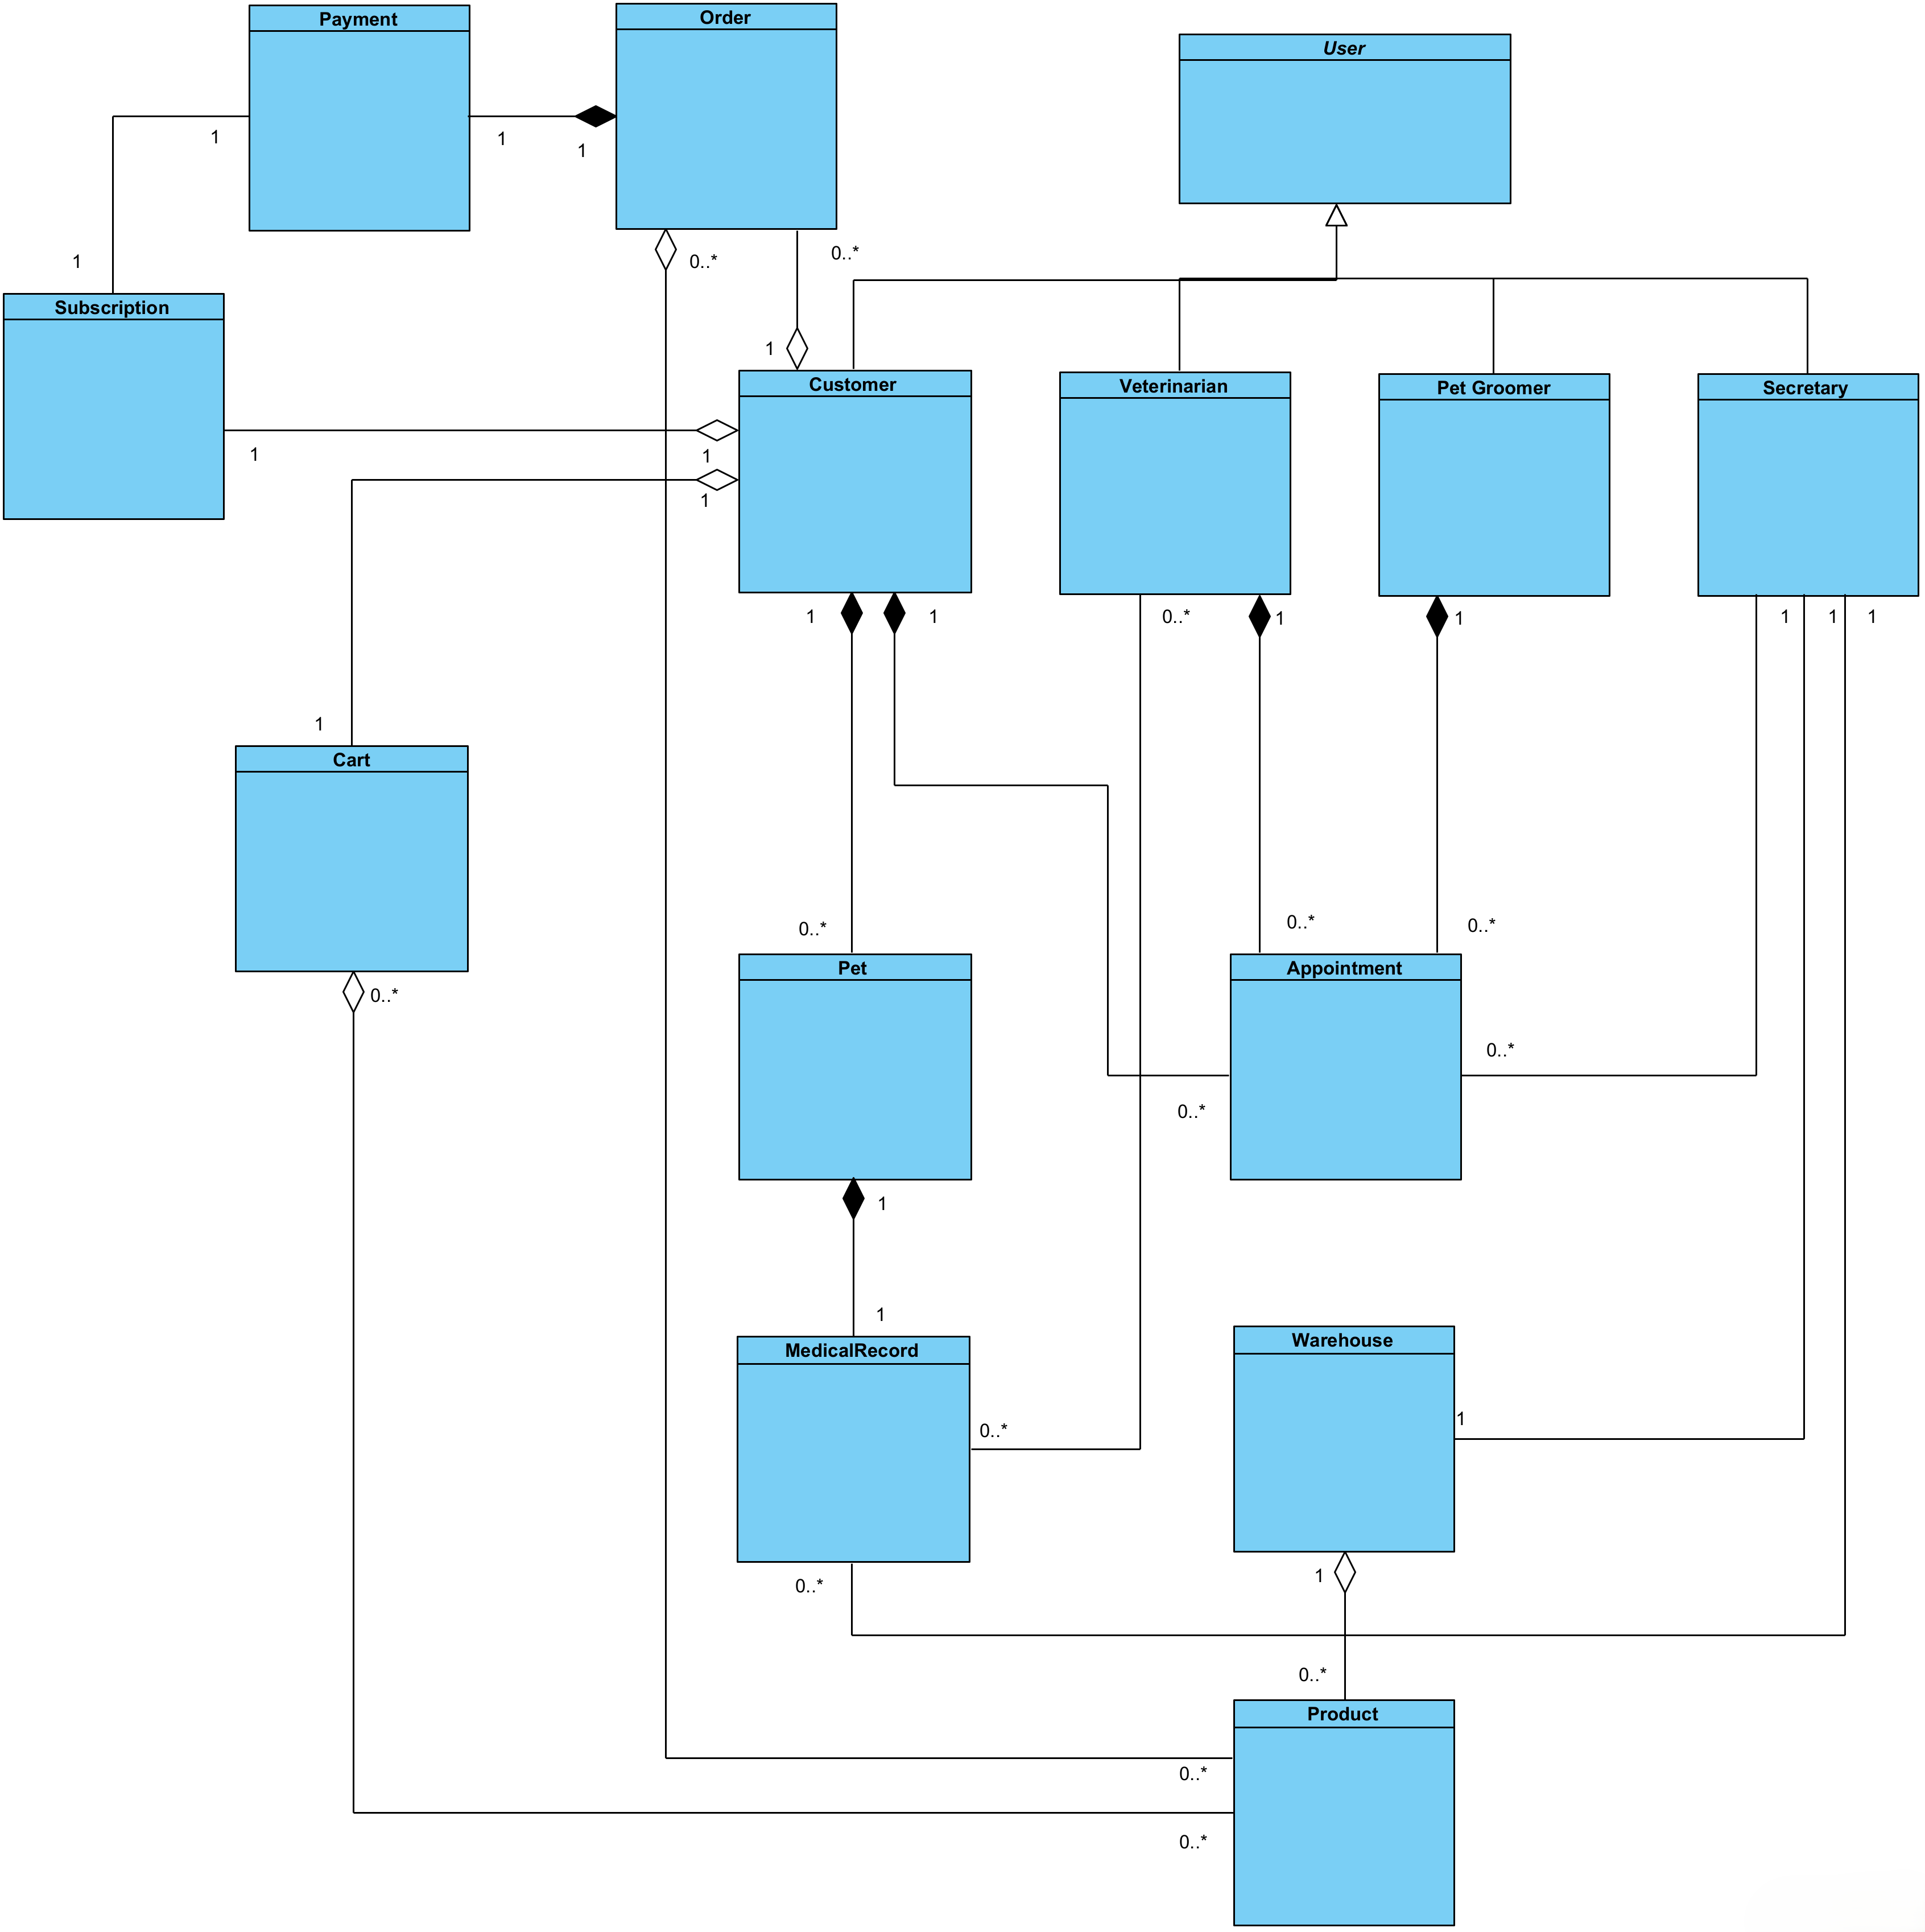 Payment
Order
User
1
1
1
1
0..*
0..*
Subscription
1
Customer
Veterinarian
Pet Groomer
Secretary
1
1
1
1
0..*
1
1
1
1
1
1
1
Cart
0..*
0..*
0..*
0..*
Pet
Appointment
0..*
0..*
1
1
MedicalRecord
Warehouse
0..*
1
0..*
1
0..*
Product
0..*
0..*